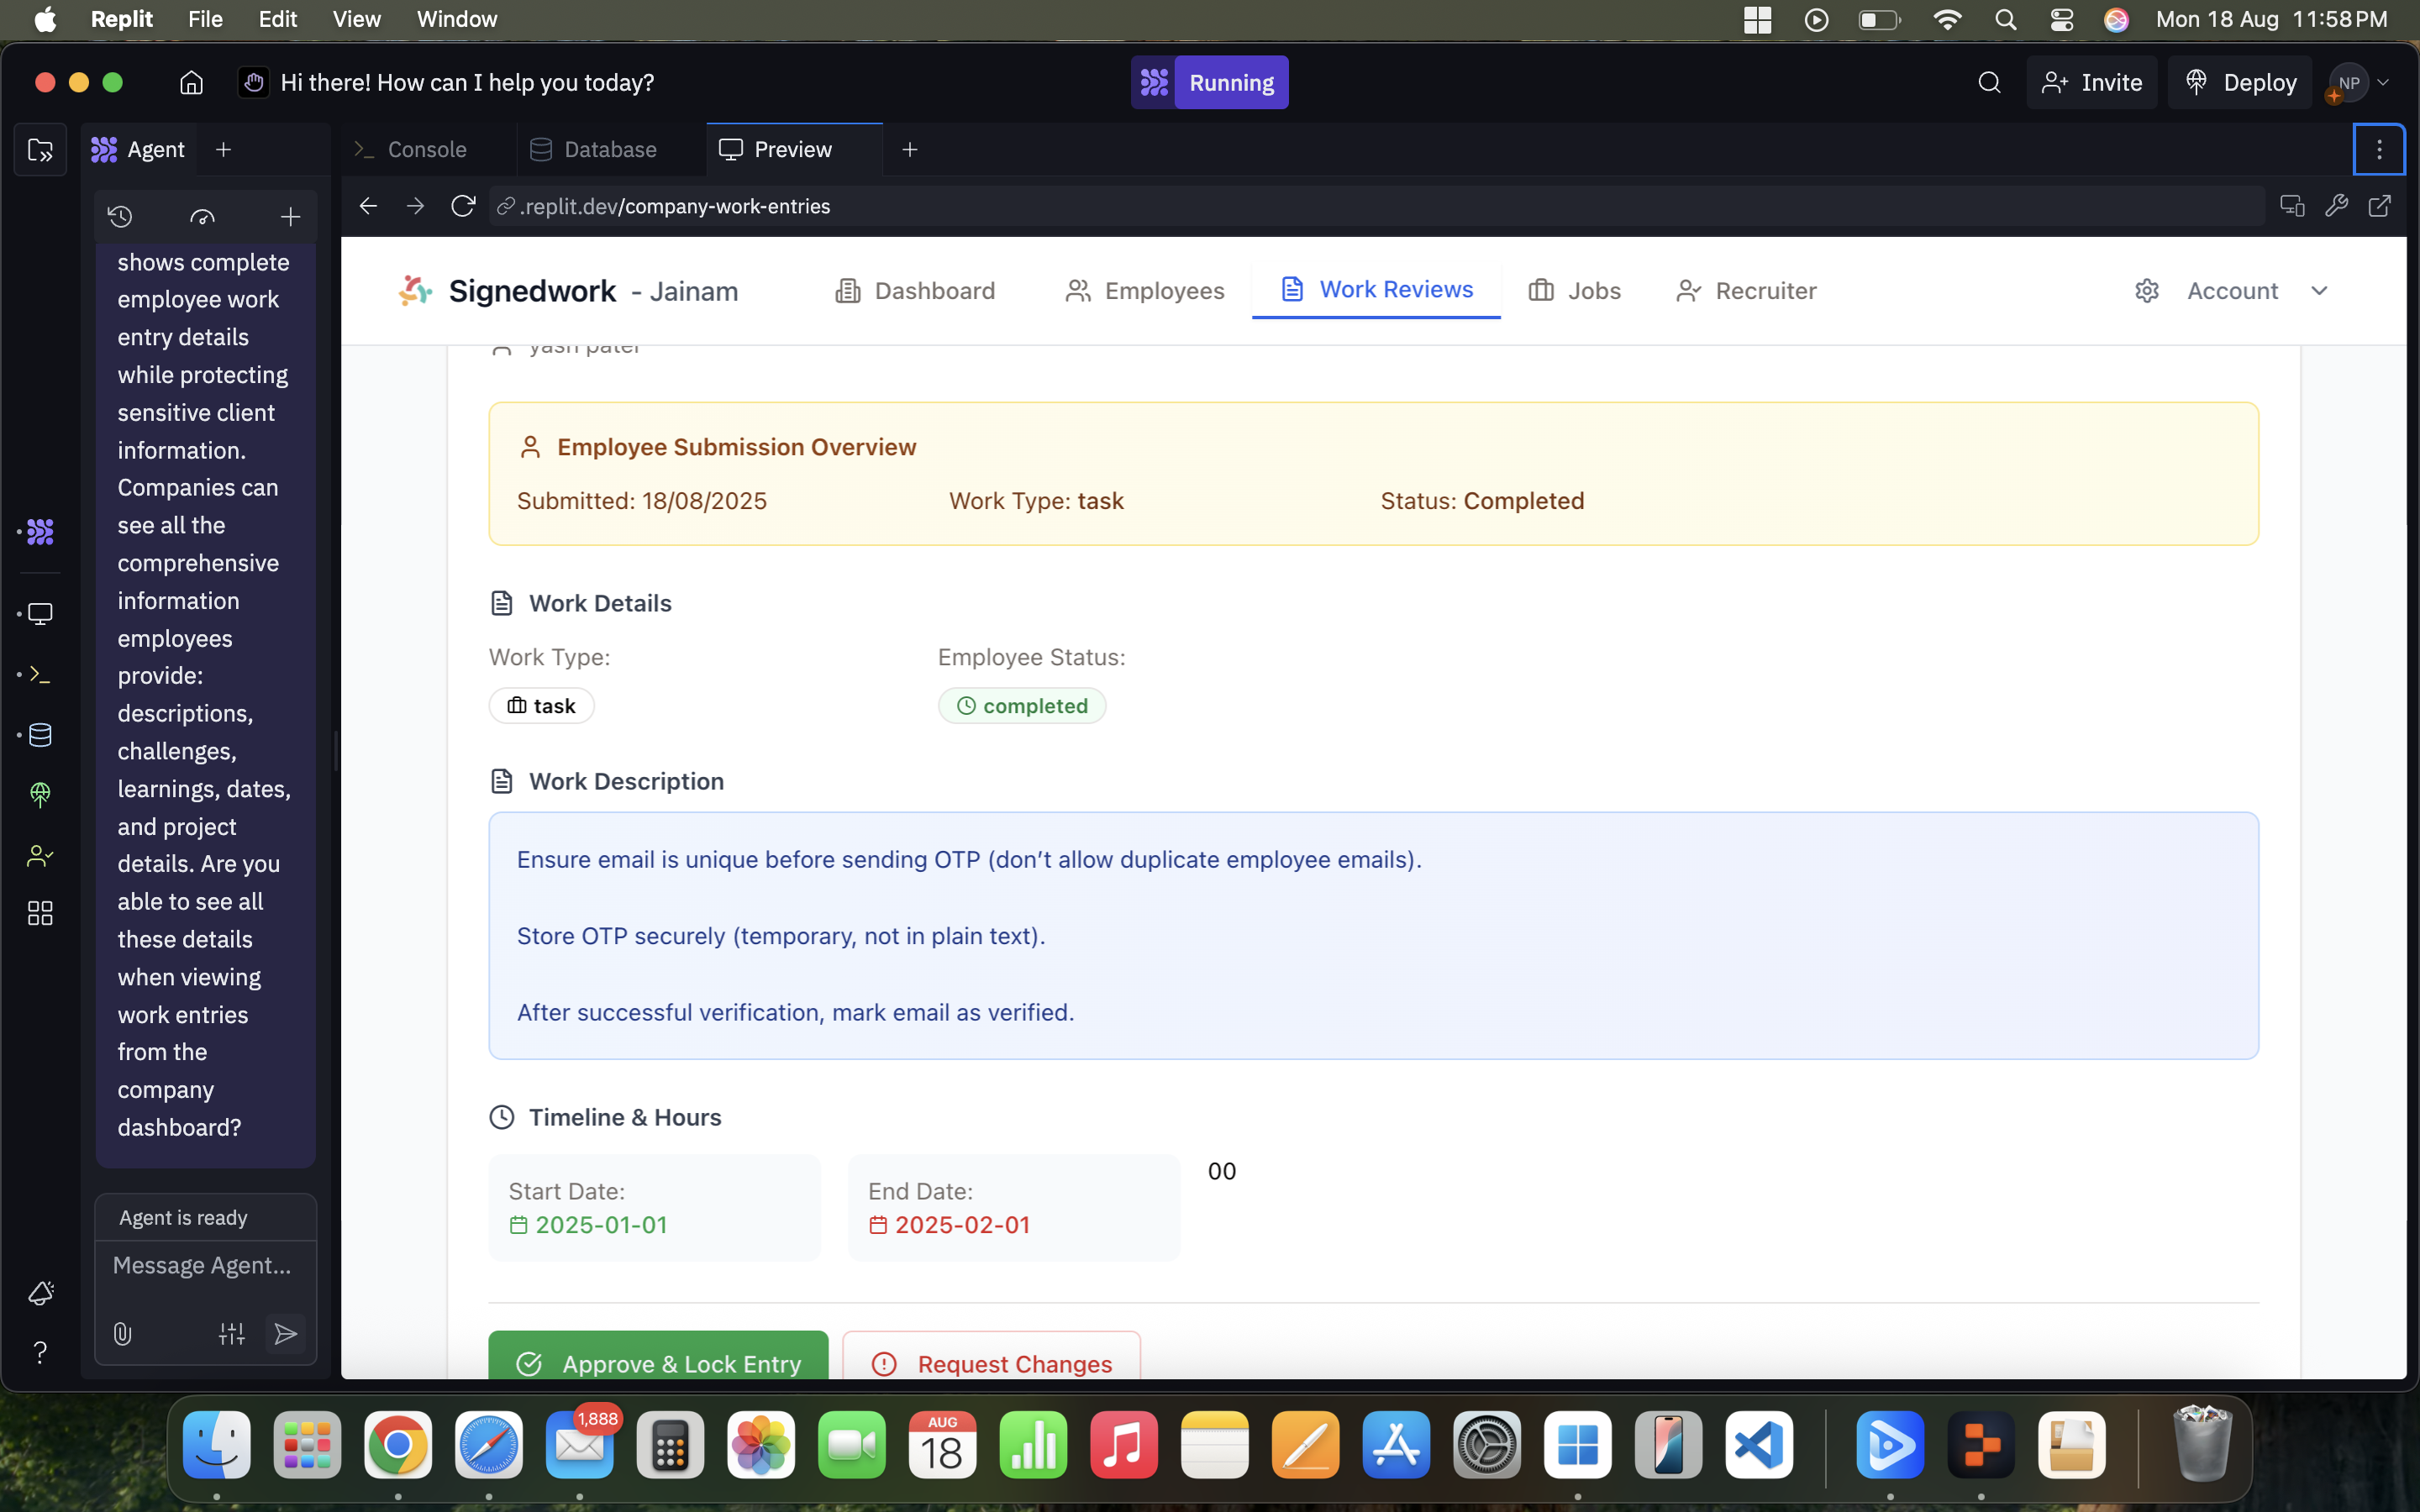 Replit File Edit View Window Mon 18 Aug 11:58 PM
Hi there! How can I help you today? Running Invite Deploy NP
Agent Console Database Preview
.replit.dev/company-work-entries
shows complete
employee work
entry details
while protecting
sensitive client
information.
Companies can
see all the
comprehensive
information
employees
provide:
descriptions,
challenges,
learnings, dates,
and project
details. Are you
able to see all
these details
when viewing
work entries
from the
company
dashboard?
Agent is ready
Message Agent...
Signedwork - Jainam Dashboard Employees Work Reviews Jobs Recruiter Account
yash patel
Employee Submission Overview
Submitted: 18/08/2025 Work Type: task Status: Completed
Work Details
Work Type: Employee Status:
task completed
Work Description
Ensure email is unique before sending OTP (don’t allow duplicate employee emails).
Store OTP securely (temporary, not in plain text).
After successful verification, mark email as verified.
Timeline & Hours
Start Date: End Date: 00
2025-01-01 2025-02-01
Approve & Lock Entry Request Changes
1,888
AUG
18